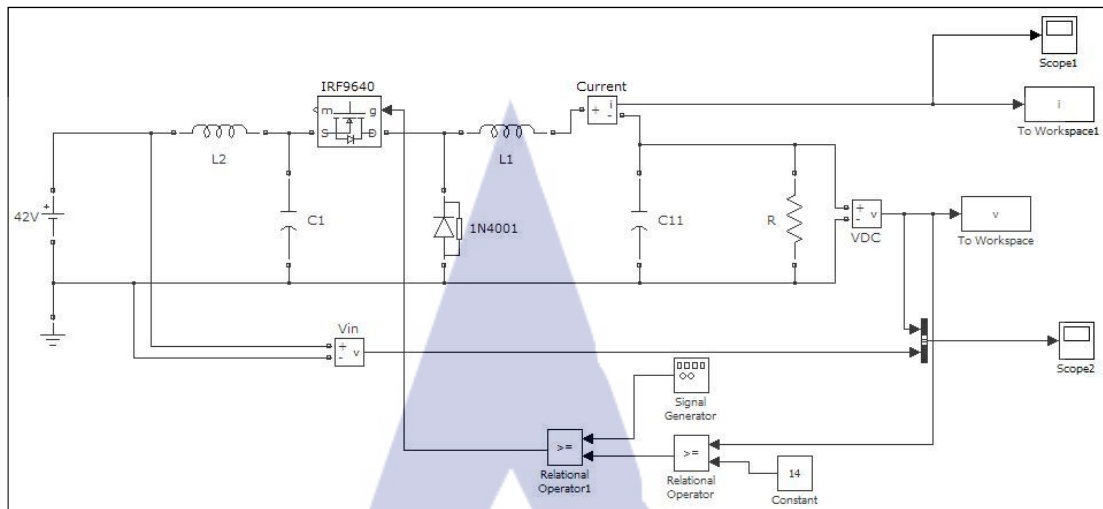 Scope1
IRF9640
Current
m
g
S
D
+
i
-
i
To Workspace1
L2
L1
42V
+
C1
1N4001
C11
R
+
-
v
VDC
v
To Workspace
Vin
+
-
v
Scope2
Signal
Generator
>=
Relational
Operator1
>=
Relational
Operator
14
Constant